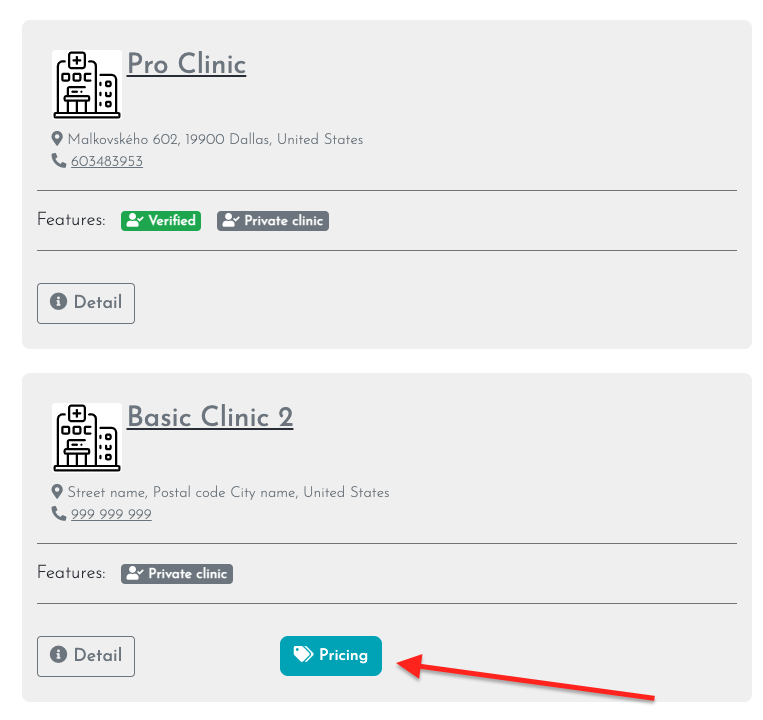 Pro Clinic
Malkovského 602, 19900 Dallas, United States
603483953
Features: Verified Private clinic
Detail
Basic Clinic 2
Street name, Postal code City name, United States
999 999 999
Features: Private clinic
Detail Pricing